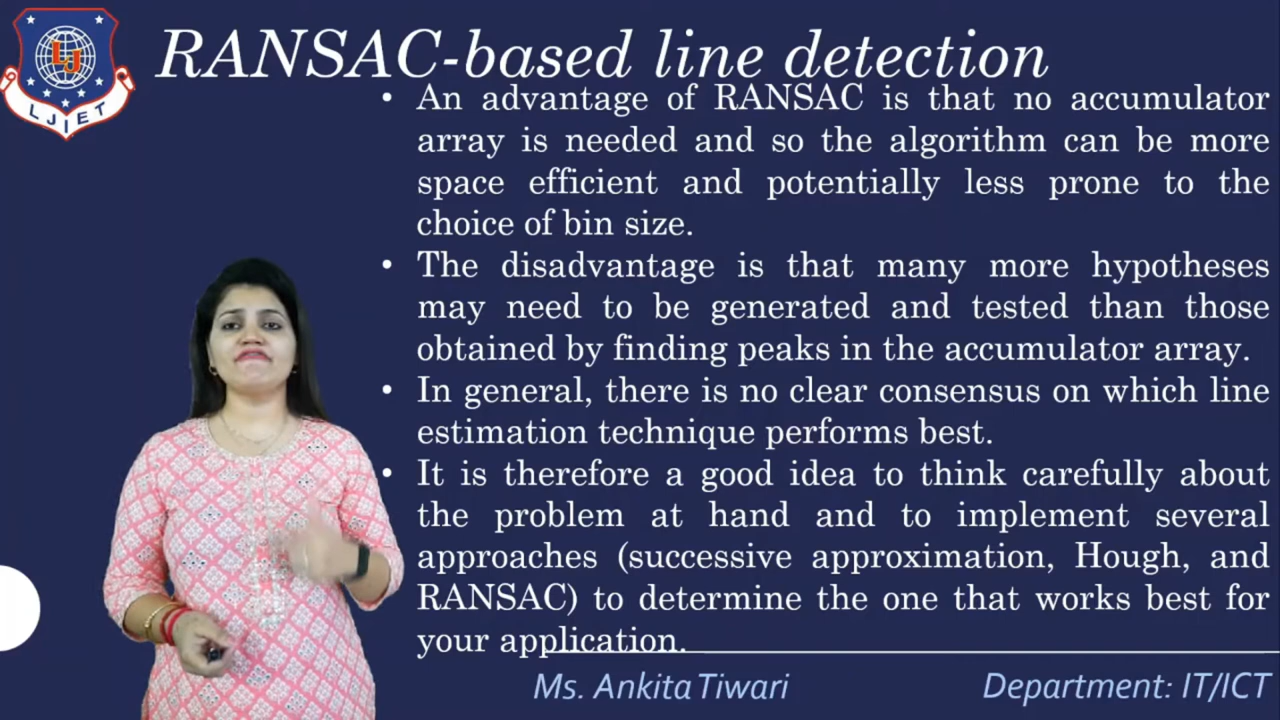 RANSAC-based line detection
LJ
LJIET
• An advantage of RANSAC is that no accumulator
array is needed and so the algorithm can be more
space efficient and potentially less prone to the
choice of bin size.
• The disadvantage is that many more hypotheses
may need to be generated and tested than those
obtained by finding peaks in the accumulator array.
• In general, there is no clear consensus on which line
estimation technique performs best.
• It is therefore a good idea to think carefully about
the problem at hand and to implement several
approaches (successive approximation, Hough, and
RANSAC) to determine the one that works best for
your application.
Ms. Ankita Tiwari
Department: IT/ICT